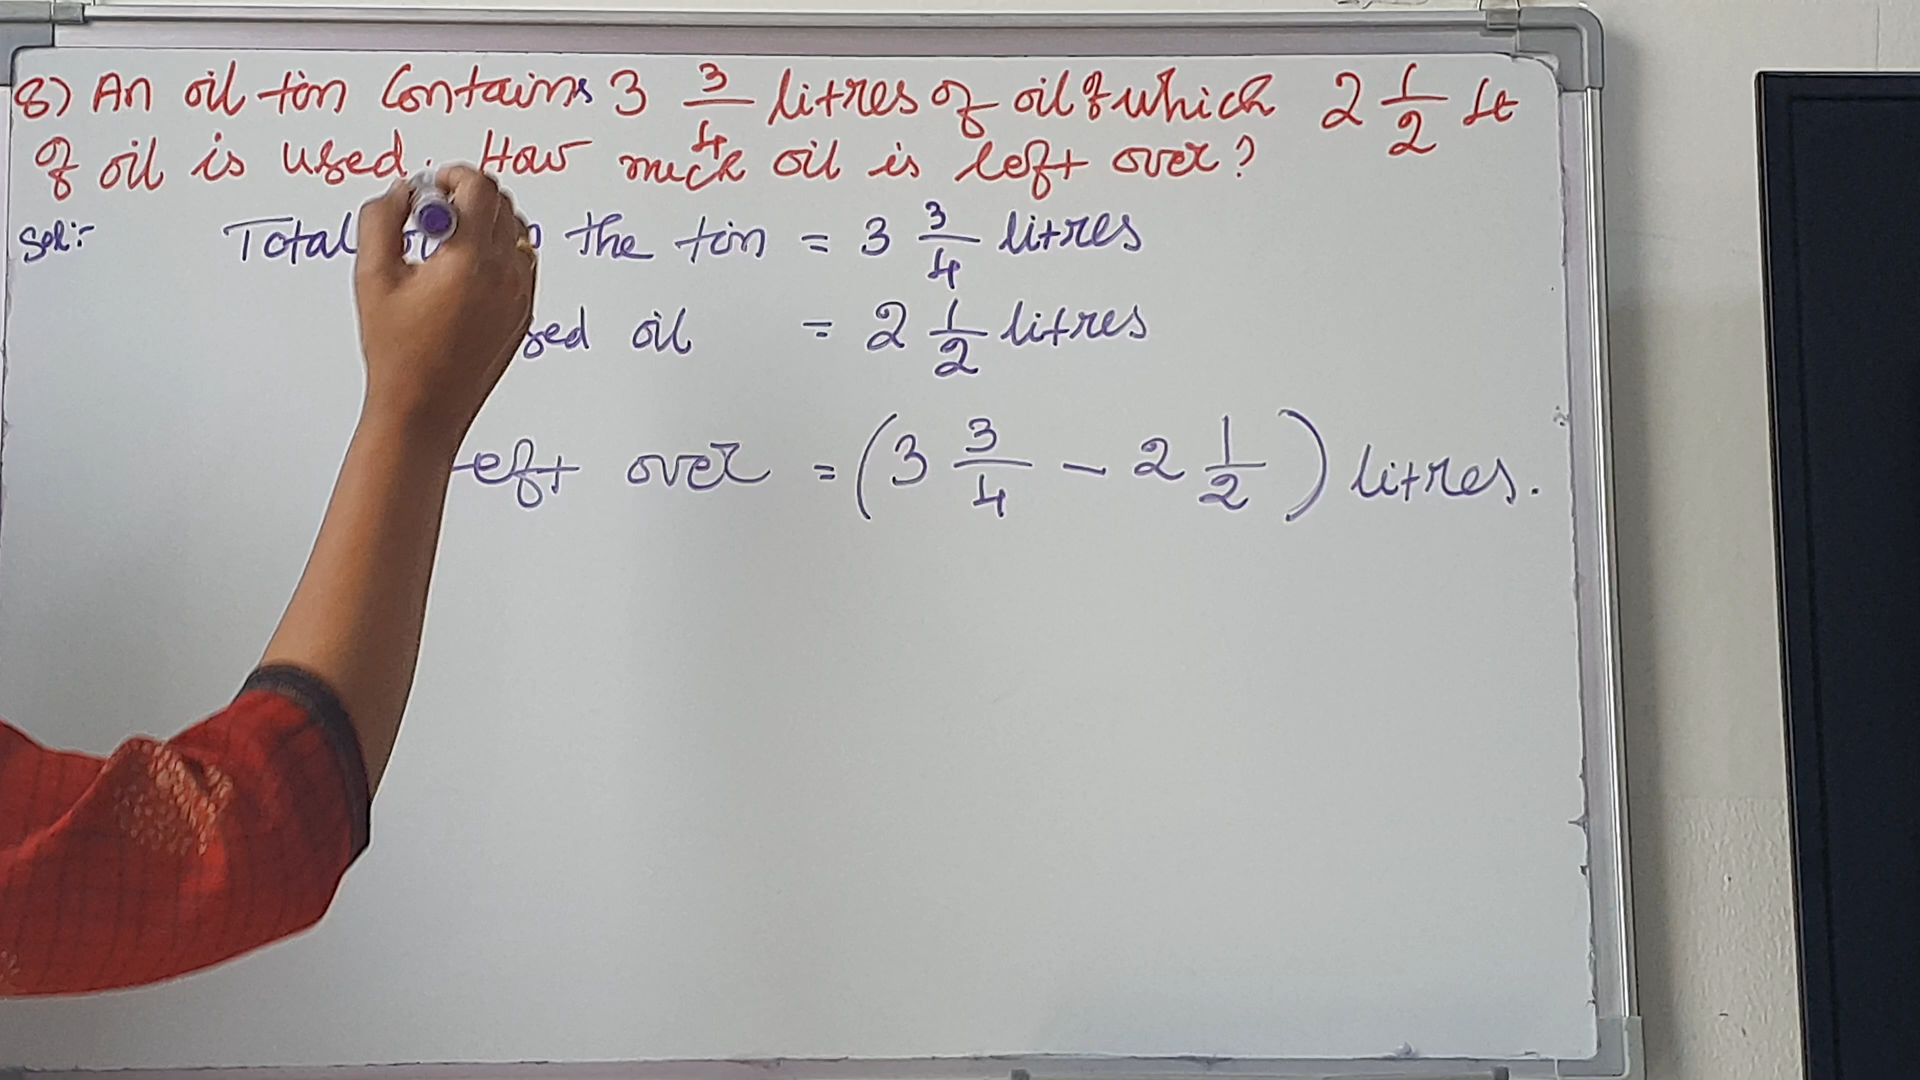 8) An oil tin Contains 3 3/4 litres of oil of which 2 1/2 lt
of oil is used. How much oil is left over?
Sol:- Total the tin = 3 3/4 litres
oil = 2 1/2 litres
over = (3 3/4 - 2 1/2) litres.